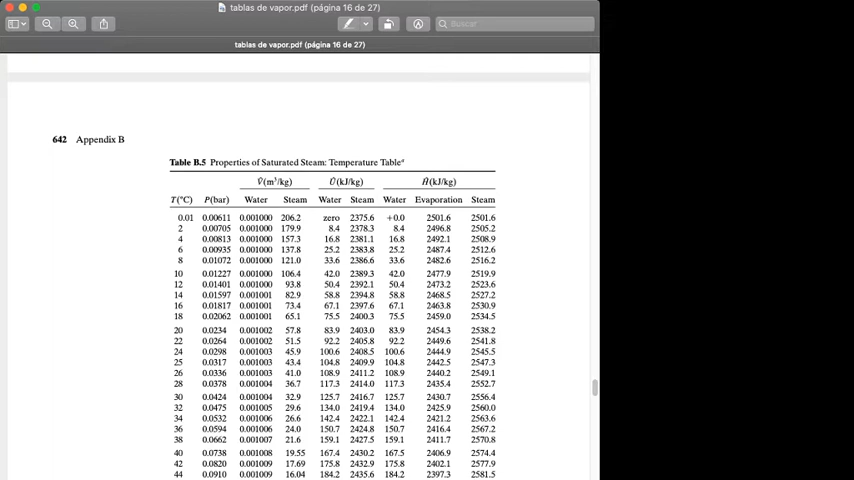 tablas de vapor.pdf (página 16 de 27)
Buscar
tablas de vapor.pdf (página 16 de 27)
642 Appendix B
Table B.5 Properties of Saturated Steam: Temperature Tableᵃ
V̂(m³/kg) Û(kJ/kg) Ĥ(kJ/kg)
T(°C) P(bar) Water Steam Water Steam Water Evaporation Steam
0.01 0.00611 0.001000 206.2 zero 2375.6 +0.0 2501.6 2501.6
2 0.00705 0.001000 179.9 8.4 2378.3 8.4 2496.8 2505.2
4 0.00813 0.001000 157.3 16.8 2381.1 16.8 2492.1 2508.9
6 0.00935 0.001000 137.8 25.2 2383.8 25.2 2487.4 2512.6
8 0.01072 0.001000 121.0 33.6 2386.6 33.6 2482.6 2516.2
10 0.01227 0.001000 106.4 42.0 2389.3 42.0 2477.9 2519.9
12 0.01401 0.001000 93.8 50.4 2392.1 50.4 2473.2 2523.6
14 0.01597 0.001001 82.9 58.8 2394.8 58.8 2468.5 2527.2
16 0.01817 0.001001 73.4 67.1 2397.6 67.1 2463.8 2530.9
18 0.02062 0.001001 65.1 75.5 2400.3 75.5 2459.0 2534.5
20 0.0234 0.001002 57.8 83.9 2403.0 83.9 2454.3 2538.2
22 0.0264 0.001002 51.5 92.2 2405.8 92.2 2449.6 2541.8
24 0.0298 0.001003 45.9 100.6 2408.5 100.6 2444.9 2545.5
25 0.0317 0.001003 43.4 104.8 2409.9 104.8 2442.5 2547.3
26 0.0336 0.001003 41.0 108.9 2411.2 108.9 2440.2 2549.1
28 0.0378 0.001004 36.7 117.3 2414.0 117.3 2435.4 2552.7
30 0.0424 0.001004 32.9 125.7 2416.7 125.7 2430.7 2556.4
32 0.0475 0.001005 29.6 134.0 2419.4 134.0 2425.9 2560.0
34 0.0532 0.001006 26.6 142.4 2422.1 142.4 2421.2 2563.6
36 0.0594 0.001006 24.0 150.7 2424.8 150.7 2416.4 2567.2
38 0.0662 0.001007 21.6 159.1 2427.5 159.1 2411.7 2570.8
40 0.0738 0.001008 19.55 167.4 2430.2 167.5 2406.9 2574.4
42 0.0820 0.001009 17.69 175.8 2432.9 175.8 2402.1 2577.9
44 0.0910 0.001009 16.04 184.2 2435.6 184.2 2397.3 2581.5